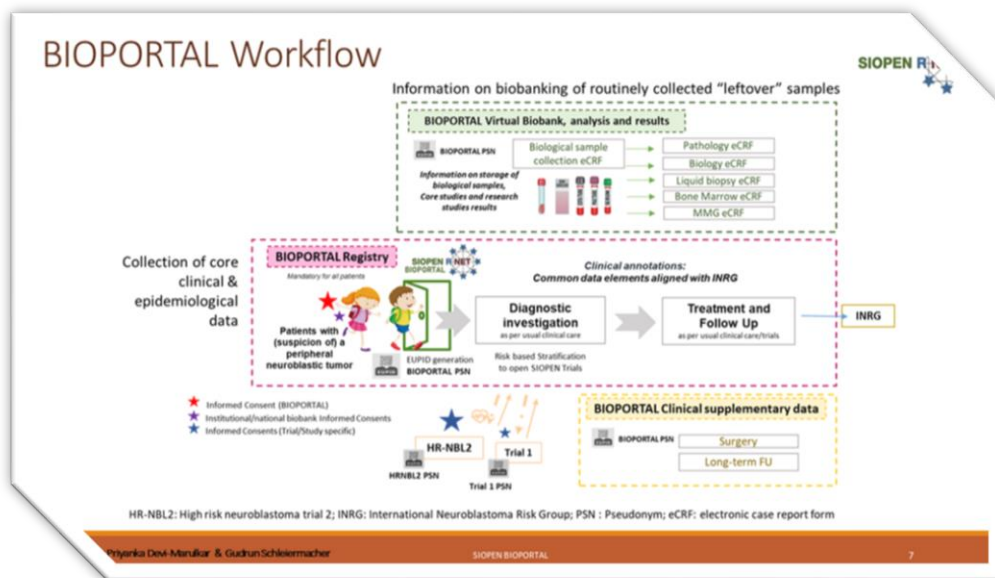 BIOPORTAL Workflow
SIOPEN
Information on biobanking of routinely collected “leftover” samples
BIOPORTAL Virtual Biobank, analysis and results
BIOPORTAL PSN
Biological sample
collection eCRF
Information on storage of
biological samples,
Core studies and research
studies results
Pathology eCRF
Biology eCRF
Liquid biopsy eCRF
Bone Marrow eCRF
MMG eCRF
Collection of core
clinical &
epidemiological
data
BIOPORTAL Registry
Mandatory for all patients
SIOPEN R NET
BIOPORTAL
Clinical annotations:
Common data elements aligned with INRG
Patients with
(suspicion of) a
peripheral
neuroblastic tumor
EUPID generation
BIOPORTAL PSN
Diagnostic
investigation
as per usual clinical care
Risk based Stratification
to open SIOPEN Trials
Treatment and
Follow Up
as per usual clinical care/trials
INRG
Informed Consent (BIOPORTAL)
Institutional/national biobank Informed Consents
Informed Consents (Trial/Study specific)
HR-NBL2
HRNBL2 PSN
Trial 1
Trial 1 PSN
BIOPORTAL Clinical supplementary data
BIOPORTAL PSN
Surgery
Long-term FU
HR-NBL2: High risk neuroblastoma trial 2; INRG: International Neuroblastoma Risk Group; PSN : Pseudonym; eCRF: electronic case report form
Priyanka Devi-Marulkar & Gudrun Schleiermacher
SIOPEN BIOPORTAL
7